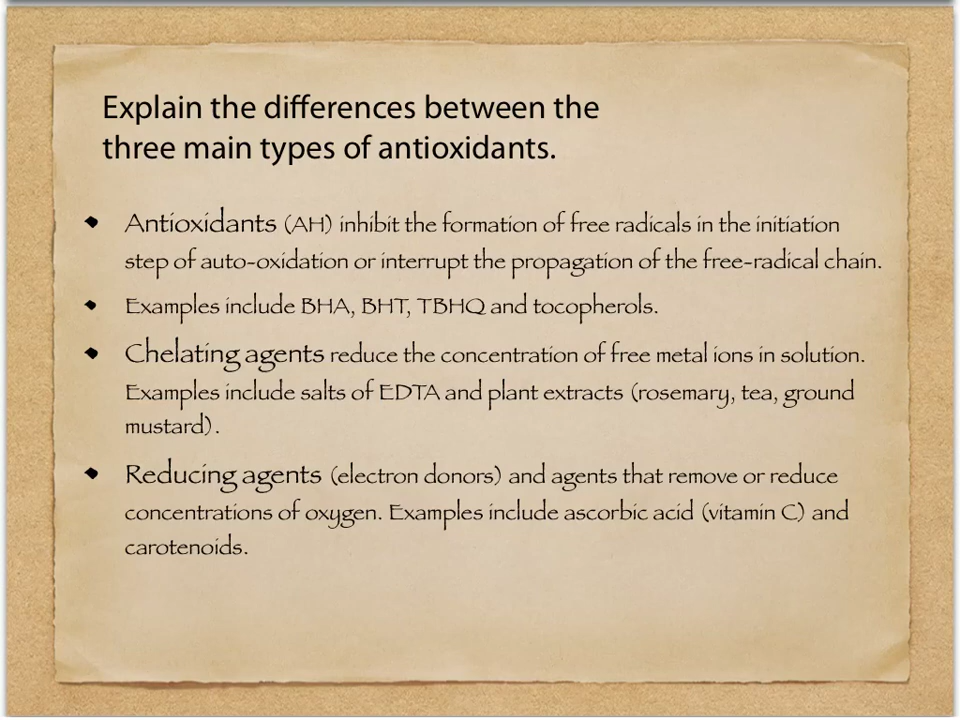 Explain the differences between the
three main types of antioxidants.
Antioxidants (AH) inhibit the formation of free radicals in the initiation
step of auto-oxidation or interrupt the propagation of the free-radical chain.
Examples include BHA, BHT, TBHQ and tocopherols.
Chelating agents reduce the concentration of free metal ions in solution.
Examples include salts of EDTA and plant extracts (rosemary, tea, ground
mustard).
Reducing agents (electron donors) and agents that remove or reduce
concentrations of oxygen. Examples include ascorbic acid (vitamin C) and
carotenoids.